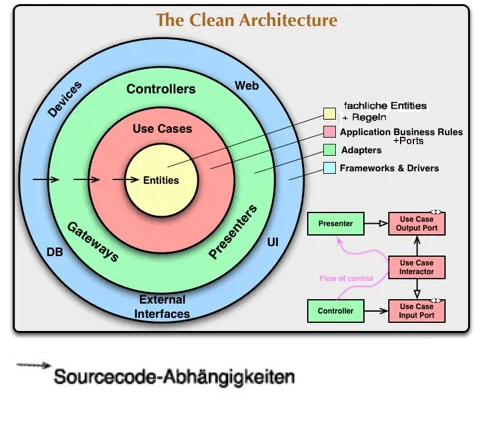 The Clean Architecture
Devices
Controllers
Web
Use Cases
Entities
DB
Gateways
Presenters
UI
External
Interfaces
fachliche Entities
+ Regeln
Application Business Rules
+Ports
Adapters
Frameworks & Drivers
Presenter
Use Case
Output Port
<I>
Flow of control
Use Case
Interactor
Controller
Use Case
Input Port
<I>
Sourcecode-Abhängigkeiten